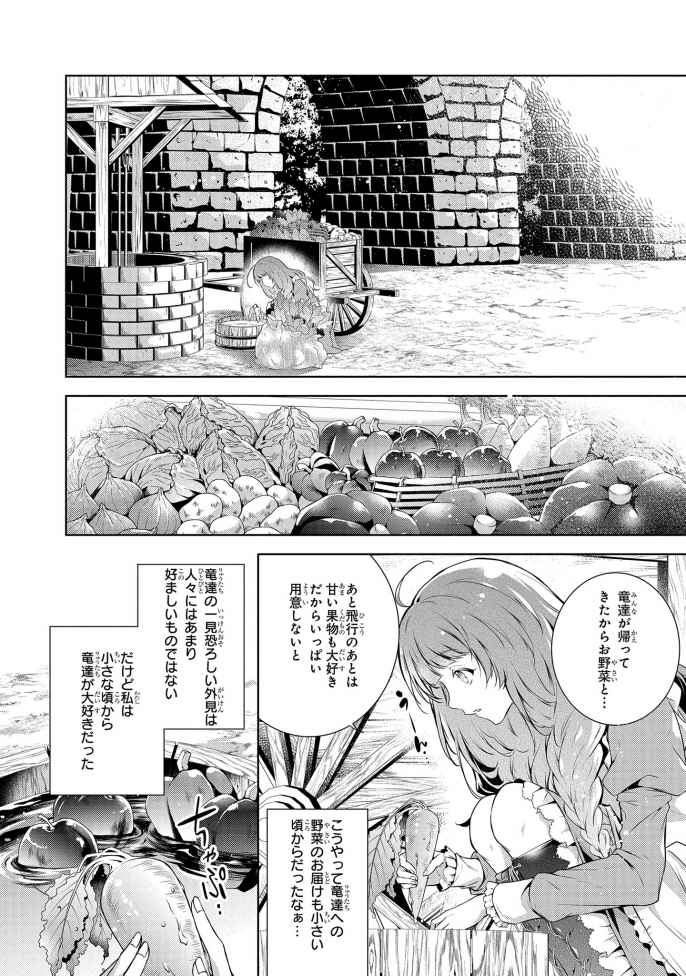 竜達が帰って
きたからお野菜と…
あと飛行のあとは
甘い果物も大好き
だからいっぱい
用意しないと
こうやって竜達への
野菜のお届けも小さい
頃からだったなぁ…
竜達の一見恐ろしい外見は
人々にはあまり
好ましいものではない
だけど私は
小さな頃から
竜達が大好きだった
ちゃぷ…